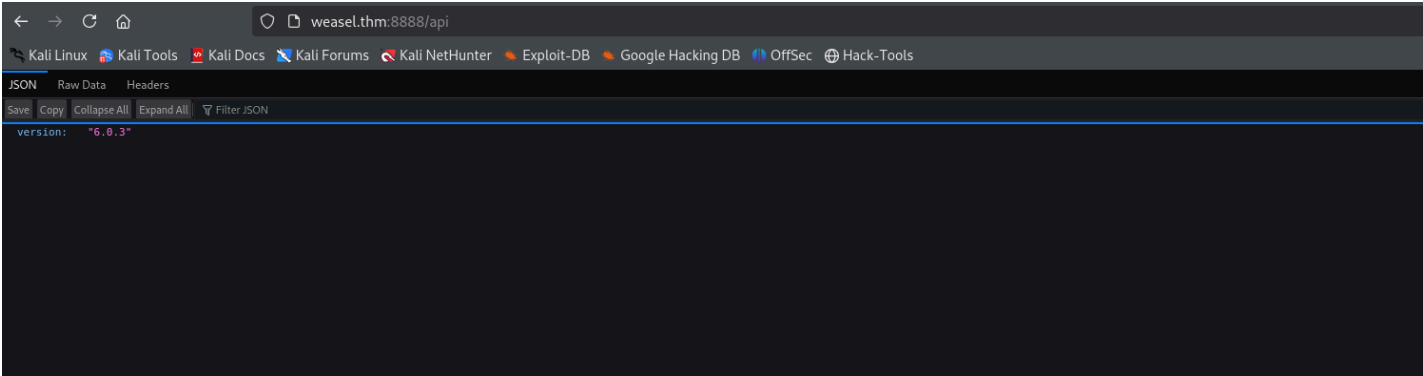 weasel.thm:8888/api
Kali Linux Kali Tools Kali Docs Kali Forums Kali NetHunter Exploit-DB Google Hacking DB OffSec Hack-Tools
JSON Raw Data Headers
Save Copy Collapse All Expand All Filter JSON
version: "6.0.3"